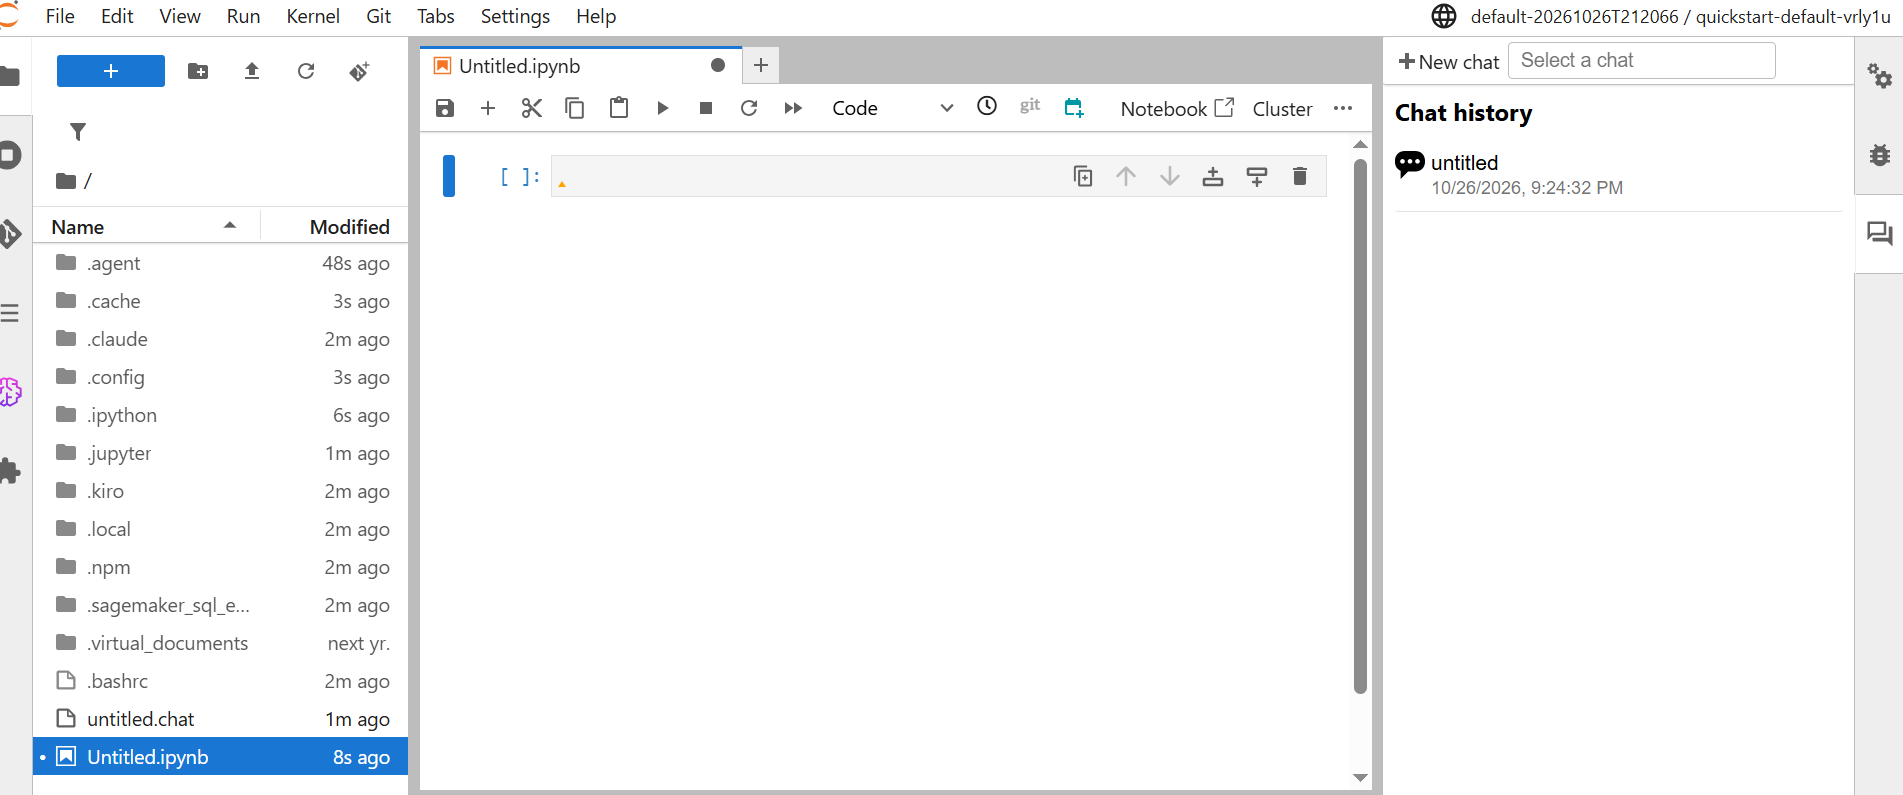 File Edit View Run Kernel Git Tabs Settings Help
default-20261026T212066 / quickstart-default-vrly1u
+
/
Name Modified
.agent 48s ago
.cache 3s ago
.claude 2m ago
.config 3s ago
.ipython 6s ago
.jupyter 1m ago
.kiro 2m ago
.local 2m ago
.npm 2m ago
.sagemaker_sql_e... 2m ago
.virtual_documents next yr.
.bashrc 2m ago
untitled.chat 1m ago
Untitled.ipynb 8s ago
Untitled.ipynb
Code git Notebook Cluster ···
[ ]:
+ New chat Select a chat
Chat history
untitled
10/26/2026, 9:24:32 PM